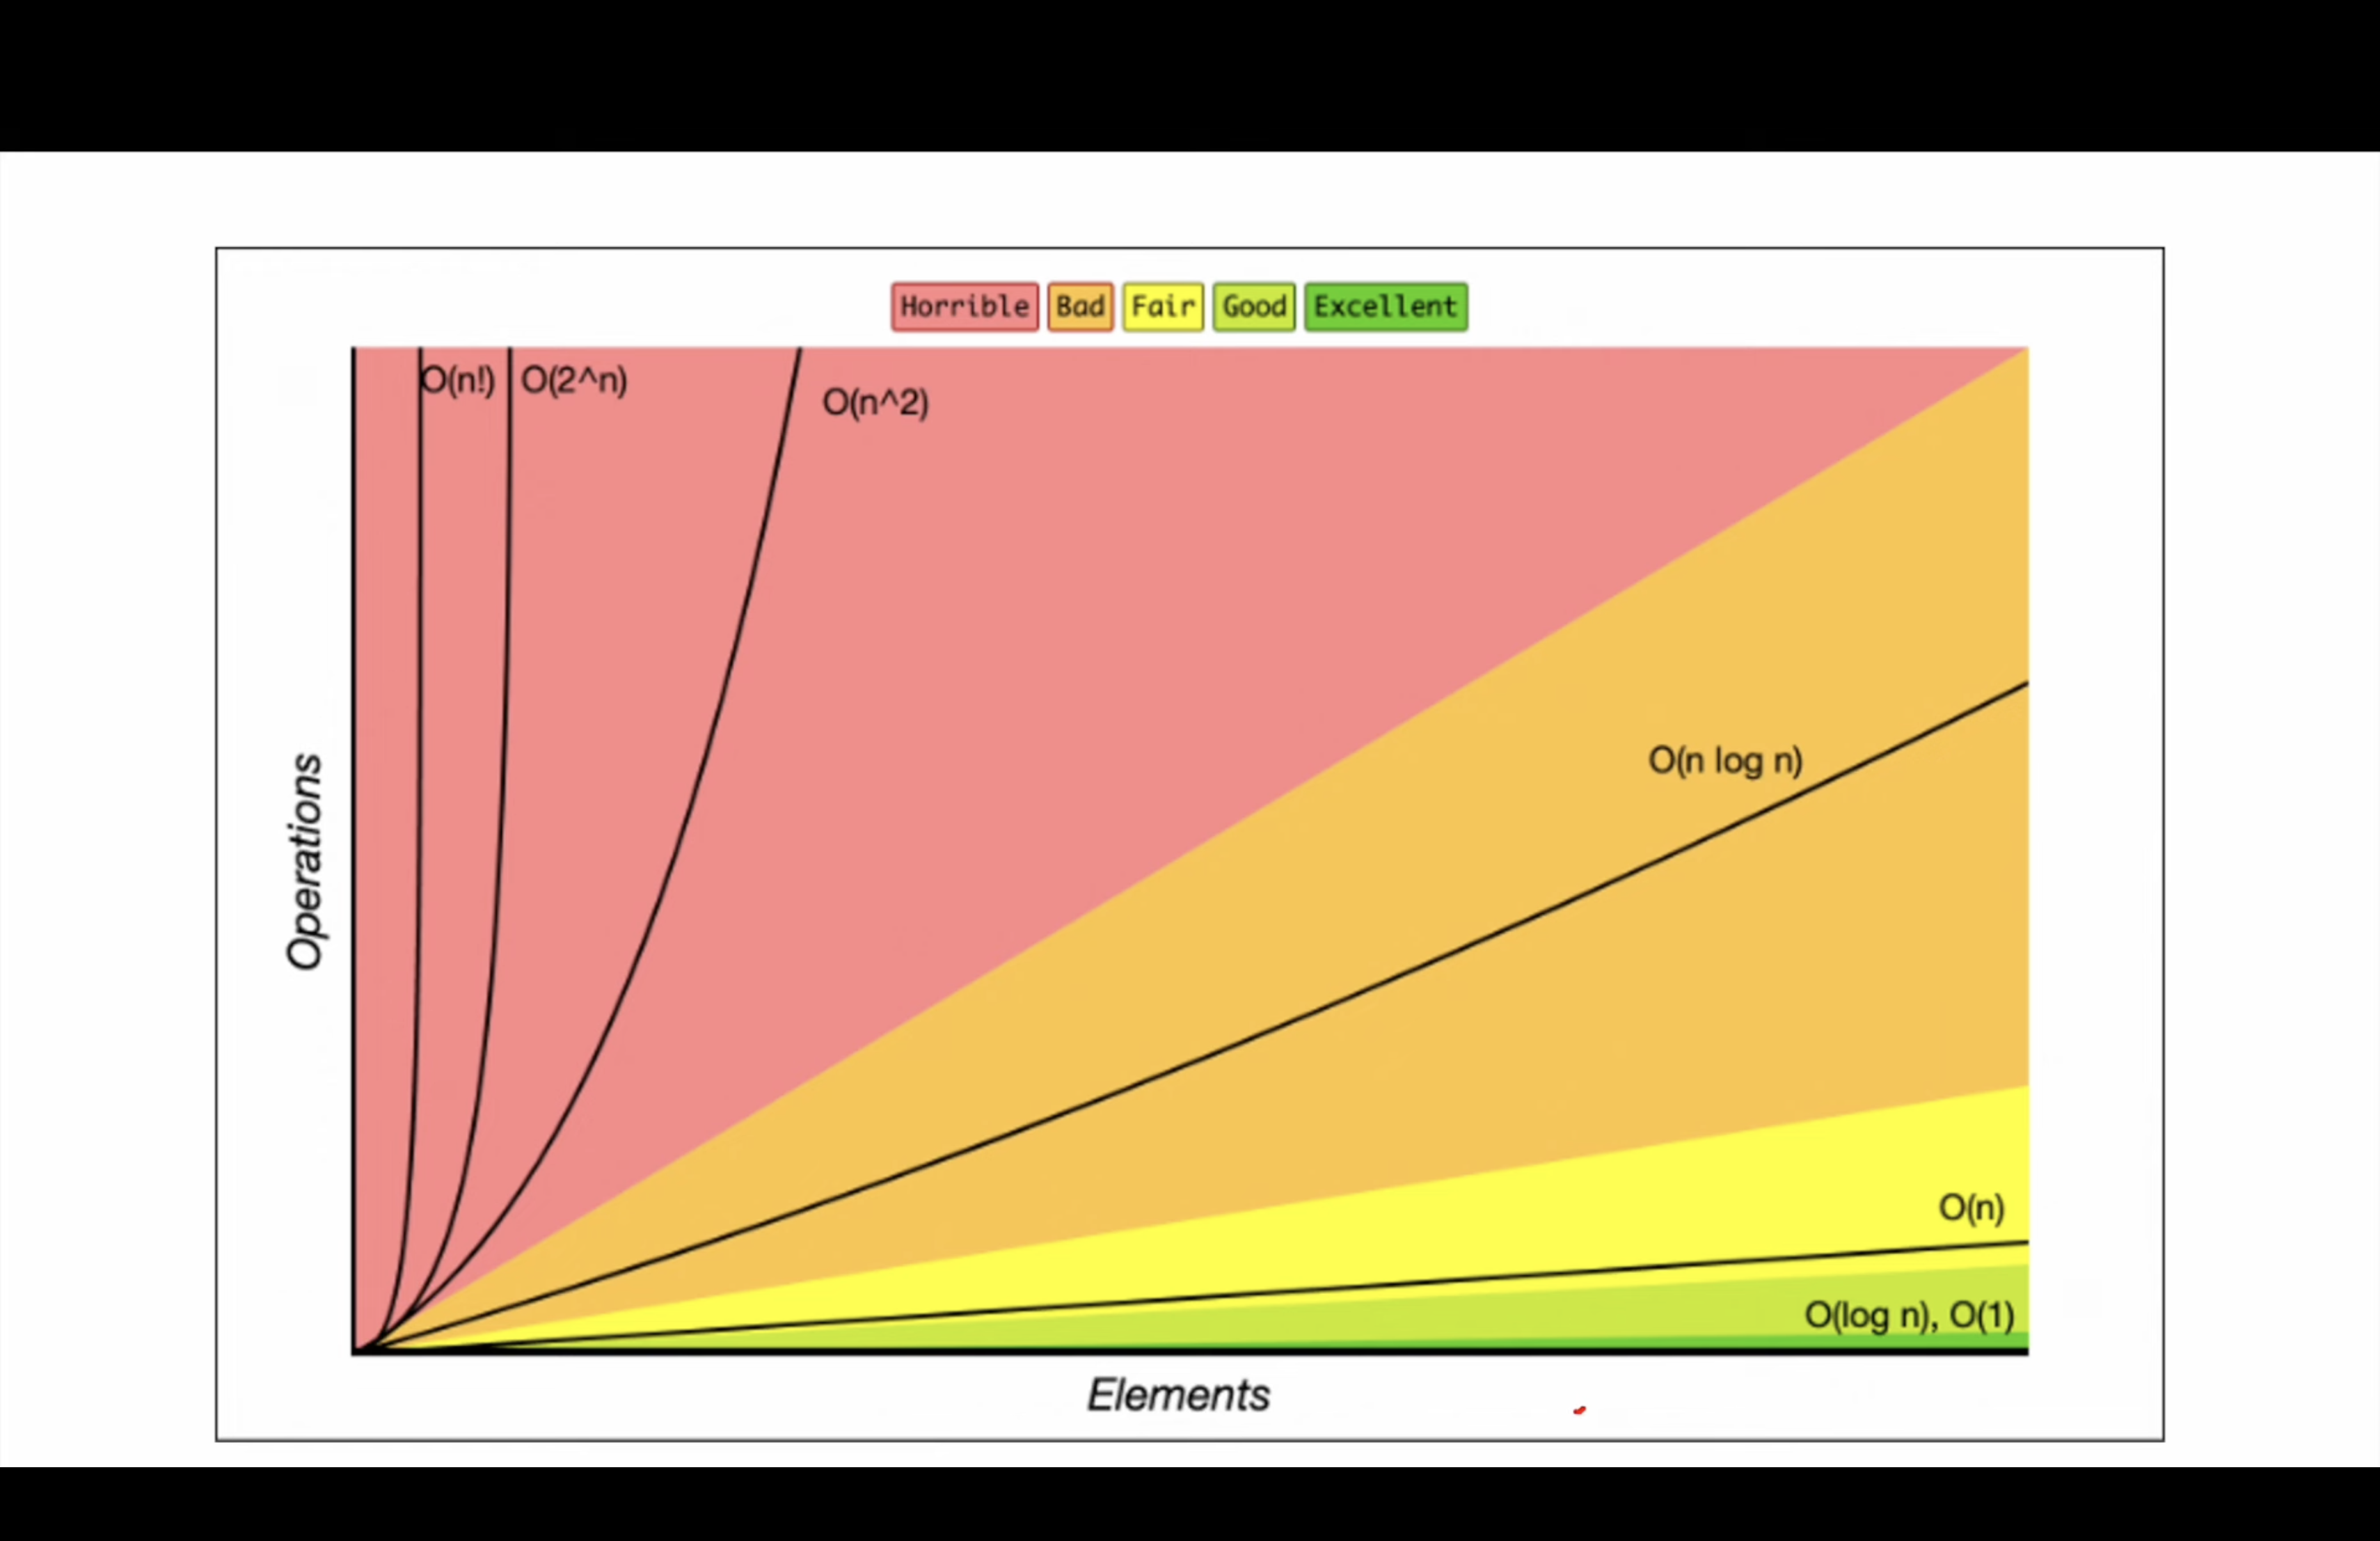 Horrible Bad Fair Good Excellent
O(n!) O(2^n)
O(n^2)
O(n log n)
Operations
O(n)
O(log n), O(1)
Elements